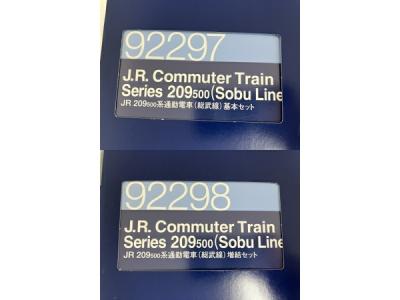 92297
J.R. Commuter Train
Series 209500(Sobu Line
JR 209500系通勤電車(総武線)基本セット
92298
J.R. Commuter Train
Series 209500(Sobu Line
JR 209500系通勤電車(総武線)増結セット